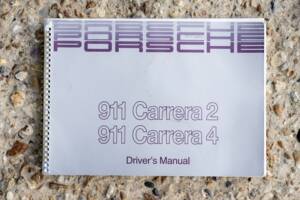 PORSCHE
PORSCHE
PORSCHE
911 Carrera 2
911 Carrera 4
Driver's Manual